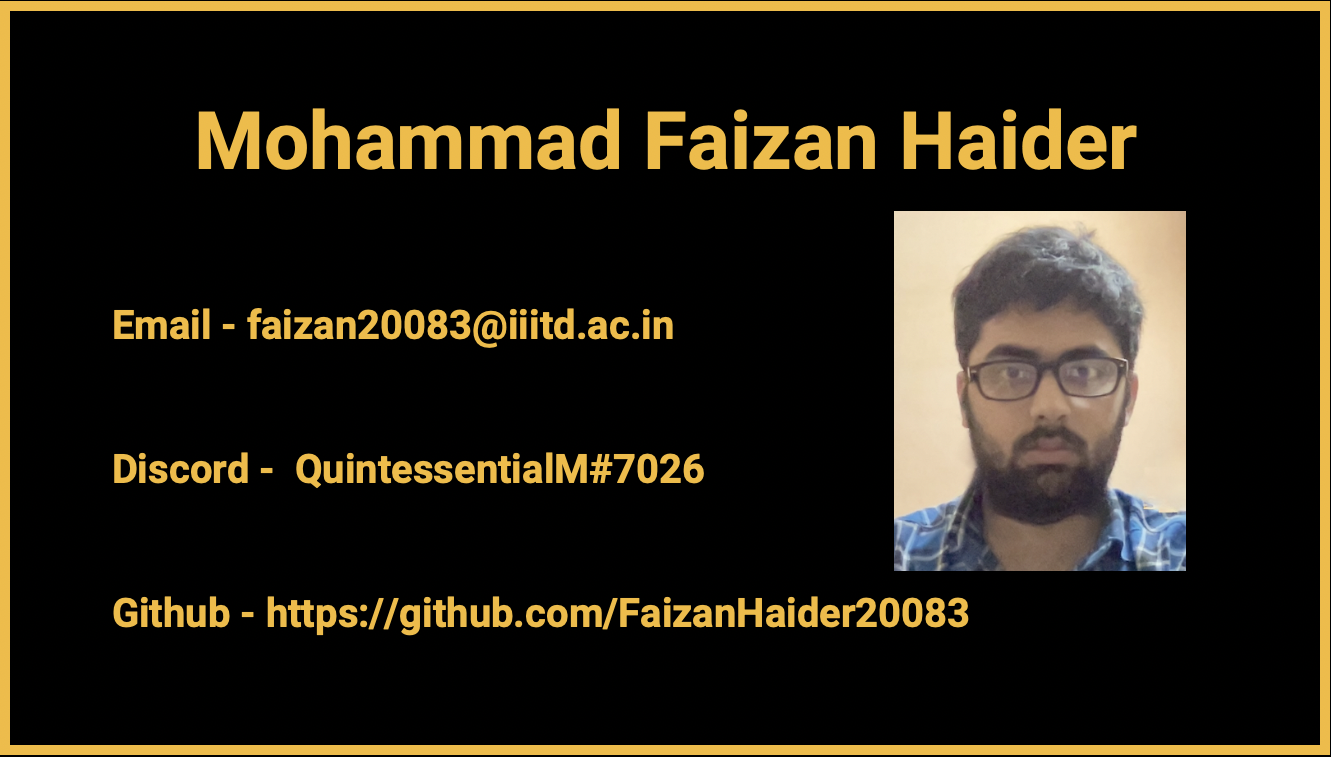 Mohammad Faizan Haider
Email - faizan20083@iiitd.ac.in
Discord -  QuintessentialM#7026
Github - https://github.com/FaizanHaider20083